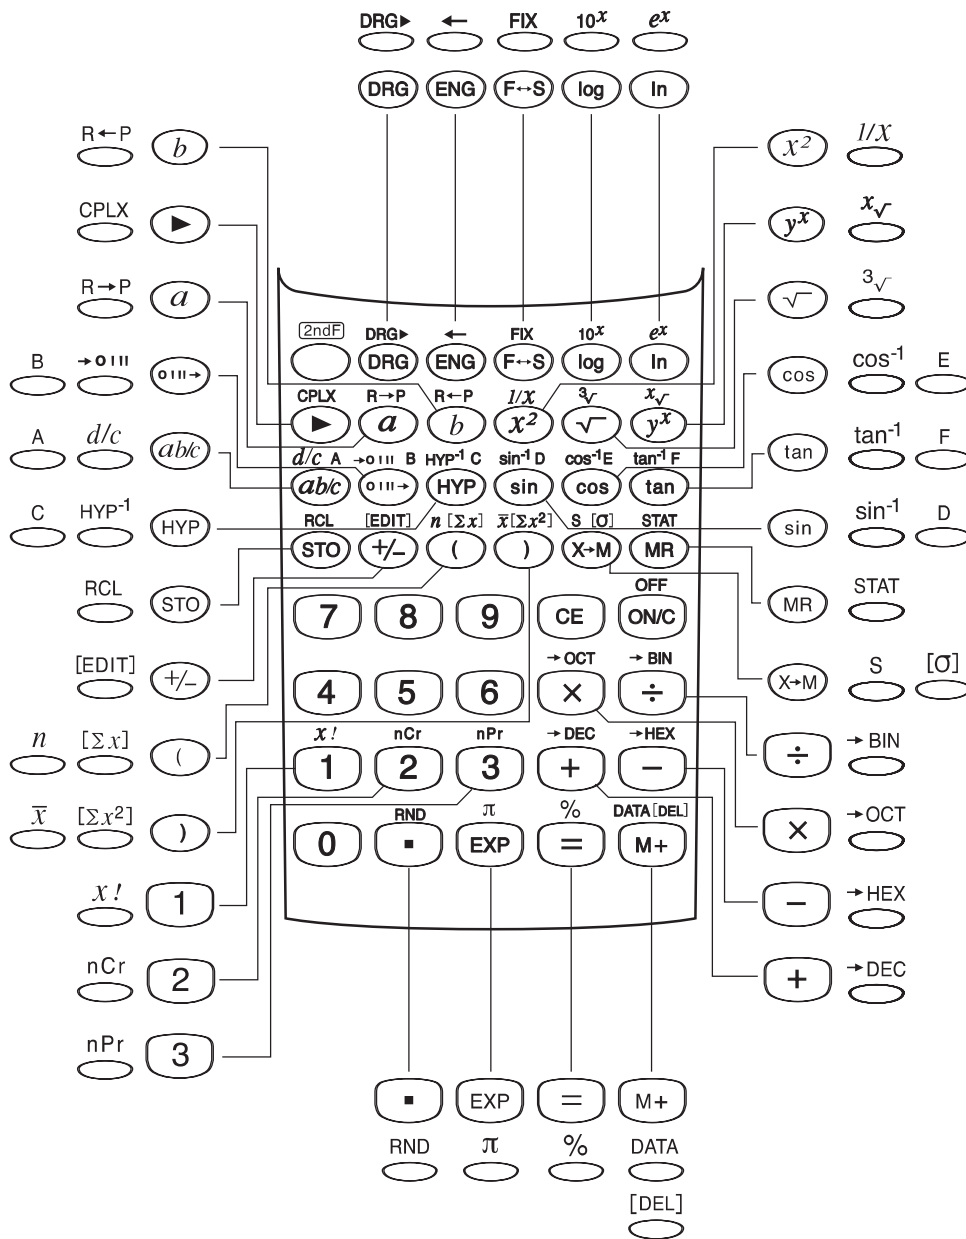 DRG▶ ← FIX 10ˣ eˣ
DRG ENG F↔S log ln
R←P b x² 1/x
CPLX ▶ yˣ ˣ√
R→P a √ ³√
2ndF DRG▶ ← FIX 10ˣ eˣ
DRG ENG F↔S log ln
B →0ııı 0ııı→ cos cos⁻¹ E
CPLX R→P R←P 1/x ³√ ˣ√
▶ a b x² √ yˣ
A d/c ab/c tan tan⁻¹ F
d/c A →0ııı B HYP⁻¹ C sin⁻¹ D cos⁻¹ E tan⁻¹ F
ab/c 0ııı→ HYP sin cos tan
C HYP⁻¹ HYP sin sin⁻¹ D
RCL [EDIT] n [Σx] x̅ [Σx²] S [σ] STAT
STO +/− ( ) X→M MR
RCL STO MR STAT
OFF
7 8 9 CE ON/C
[EDIT] +/− X→M S [σ]
→OCT →BIN
4 5 6 × ÷
n [Σx] ( ÷ →BIN
x! nCr nPr →DEC →HEX
1 2 3 + −
x̅ [Σx²] ) × →OCT
RND π % DATA [DEL]
0 . EXP = M+
x! 1 − →HEX
nCr 2 + →DEC
nPr 3
. EXP = M+
RND π % DATA
[DEL]